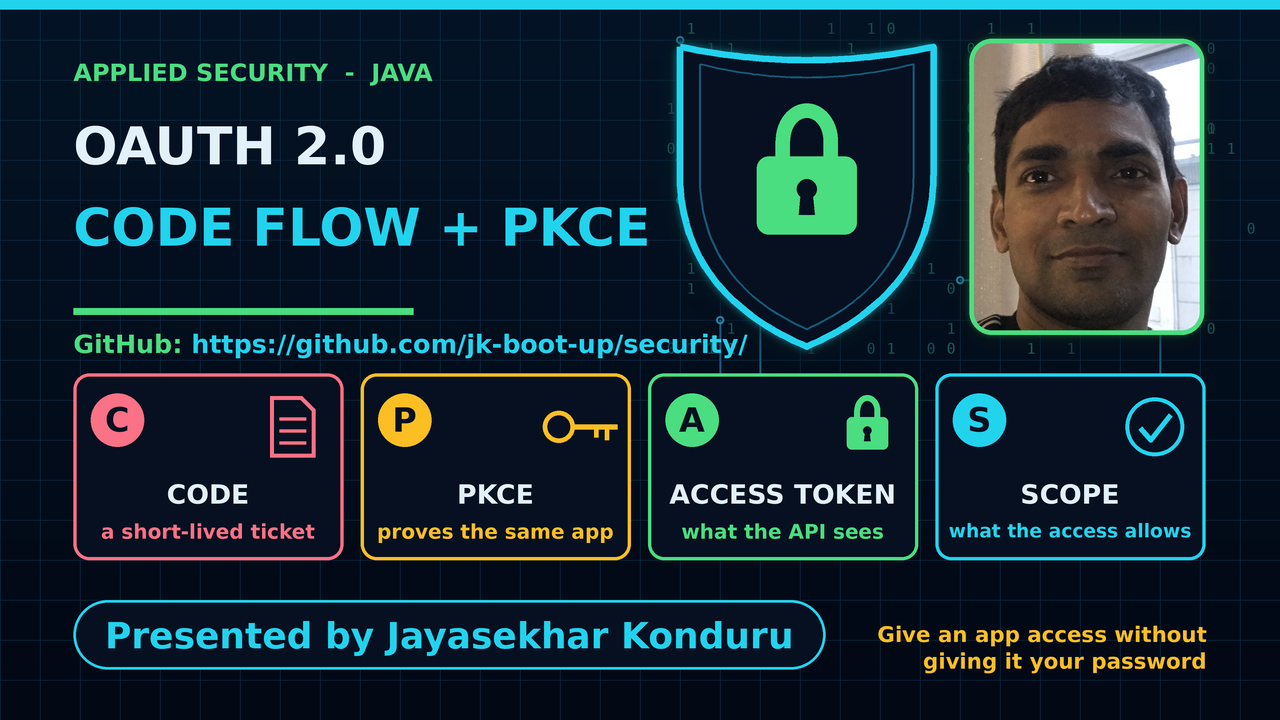 APPLIED SECURITY - JAVA
OAUTH 2.0
CODE FLOW + PKCE
GitHub: https://github.com/jk-boot-up/security/
C
CODE
a short-lived ticket
P
PKCE
proves the same app
A
ACCESS TOKEN
what the API sees
S
SCOPE
what the access allows
Presented by Jayasekhar Konduru
Give an app access without
giving it your password